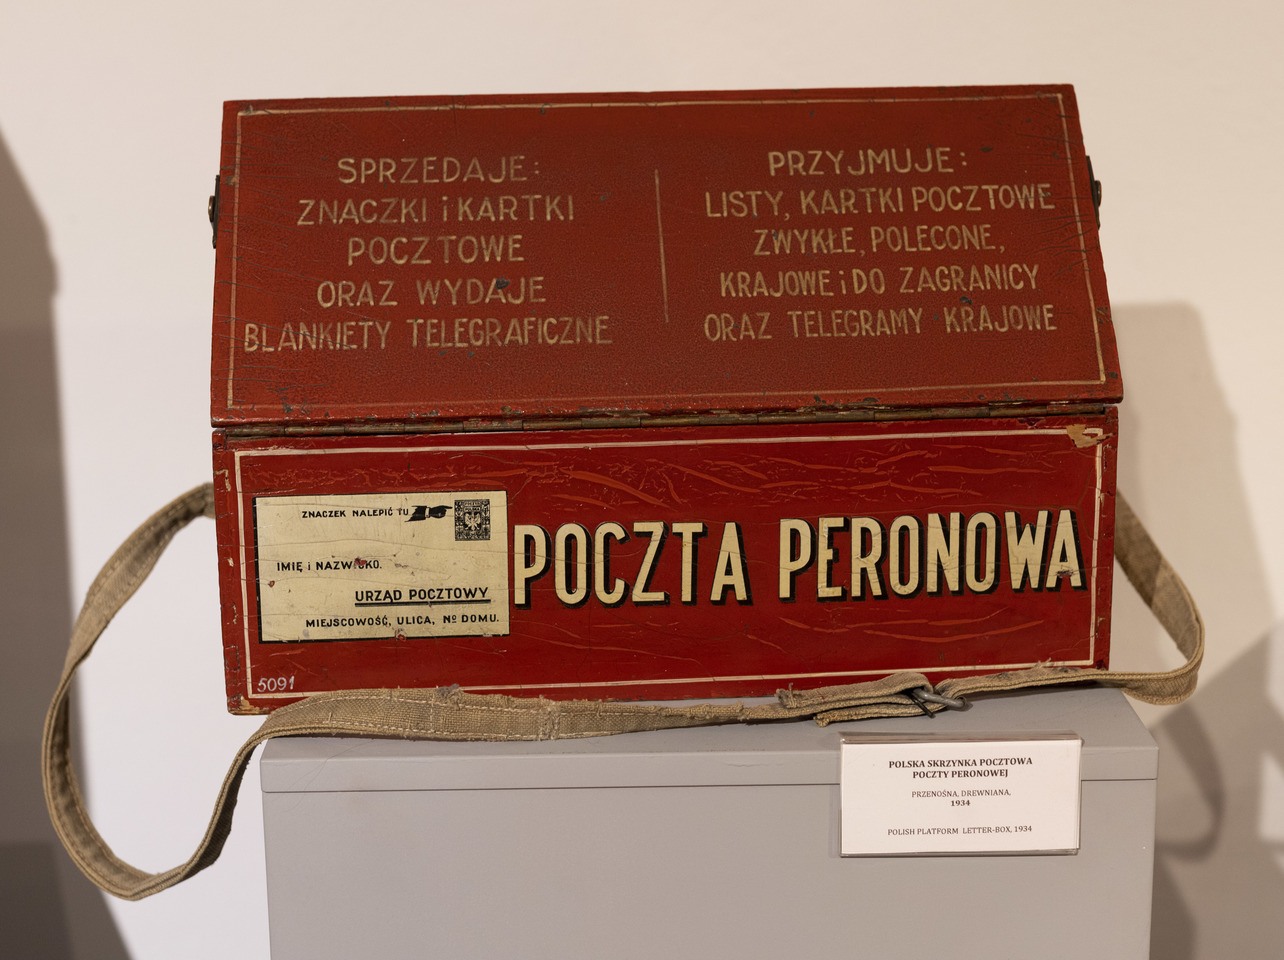 SPRZEDAJE:
ZNACZKI i KARTKI
POCZTOWE
ORAZ WYDAJE
BLANKIETY TELEGRAFICZNE
PRZYJMUJE:
LISTY, KARTKI POCZTOWE
ZWYKŁE, POLECONE,
KRAJOWE i DO ZAGRANICY
ORAZ TELEGRAMY KRAJOWE
ZNACZEK NALEPIĆ TU
IMIĘ i NAZWISKO.
URZĄD POCZTOWY
MIEJSCOWOŚĆ, ULICA, No DOMU.
POCZTA PERONOWA
5091
POLSKA SKRZYNKA POCZTOWA
POCZTY PERONOWEJ
PRZENOŚNA, DREWNIANA,
1934
POLISH PLATFORM LETTER-BOX, 1934